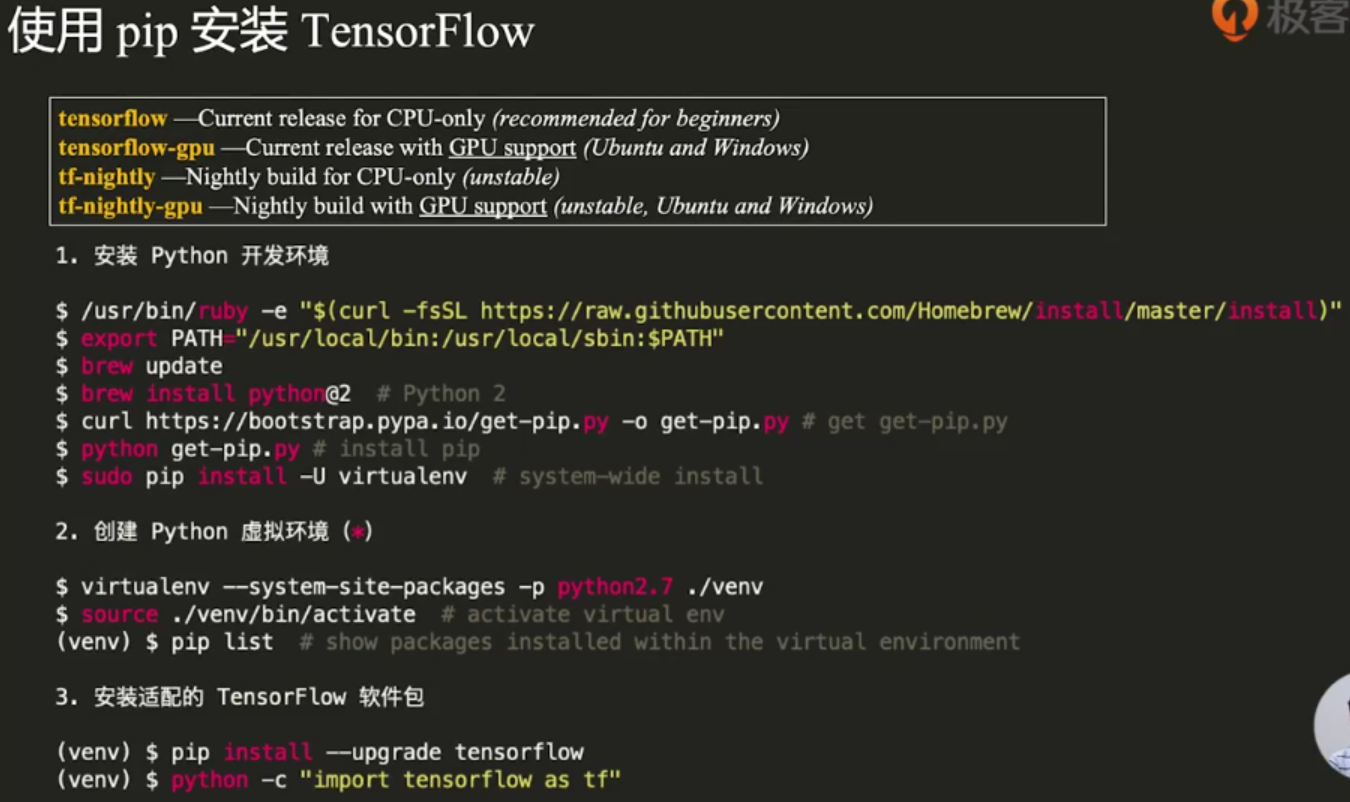 使用 pip 安装 TensorFlow
极客
tensorflow —Current release for CPU-only (recommended for beginners)
tensorflow-gpu —Current release with GPU support (Ubuntu and Windows)
tf-nightly —Nightly build for CPU-only (unstable)
tf-nightly-gpu —Nightly build with GPU support (unstable, Ubuntu and Windows)
1. 安装 Python 开发环境
$ /usr/bin/ruby -e "$(curl -fsSL https://raw.githubusercontent.com/Homebrew/install/master/install)"
$ export PATH="/usr/local/bin:/usr/local/sbin:$PATH"
$ brew update
$ brew install python@2  # Python 2
$ curl https://bootstrap.pypa.io/get-pip.py -o get-pip.py # get get-pip.py
$ python get-pip.py # install pip
$ sudo pip install -U virtualenv  # system-wide install
2. 创建 Python 虚拟环境 (*)
$ virtualenv --system-site-packages -p python2.7 ./venv
$ source ./venv/bin/activate  # activate virtual env
(venv) $ pip list  # show packages installed within the virtual environment
3. 安装适配的 TensorFlow 软件包
(venv) $ pip install --upgrade tensorflow
(venv) $ python -c "import tensorflow as tf"